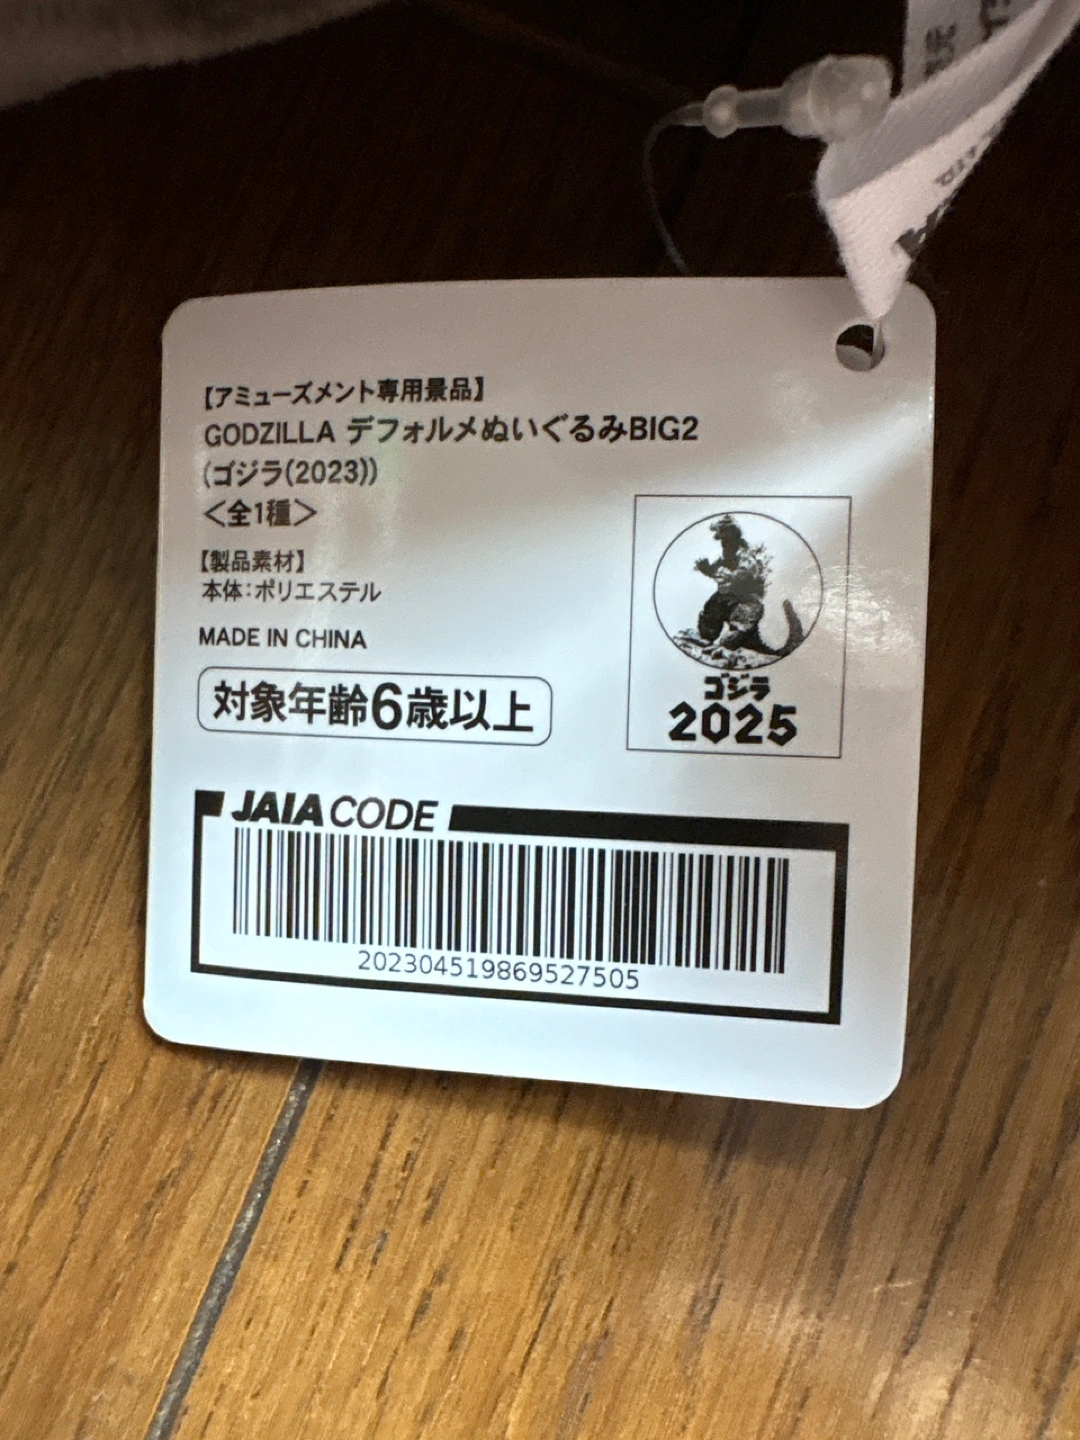 【アミューズメント専用景品】
GODZILLA デフォルメぬいぐるみBIG2
(ゴジラ(2023))
＜全1種＞
【製品素材】
本体：ポリエステル
MADE IN CHINA
対象年齢6歳以上
ゴジラ
2025
JAIA CODE
202304519869527505